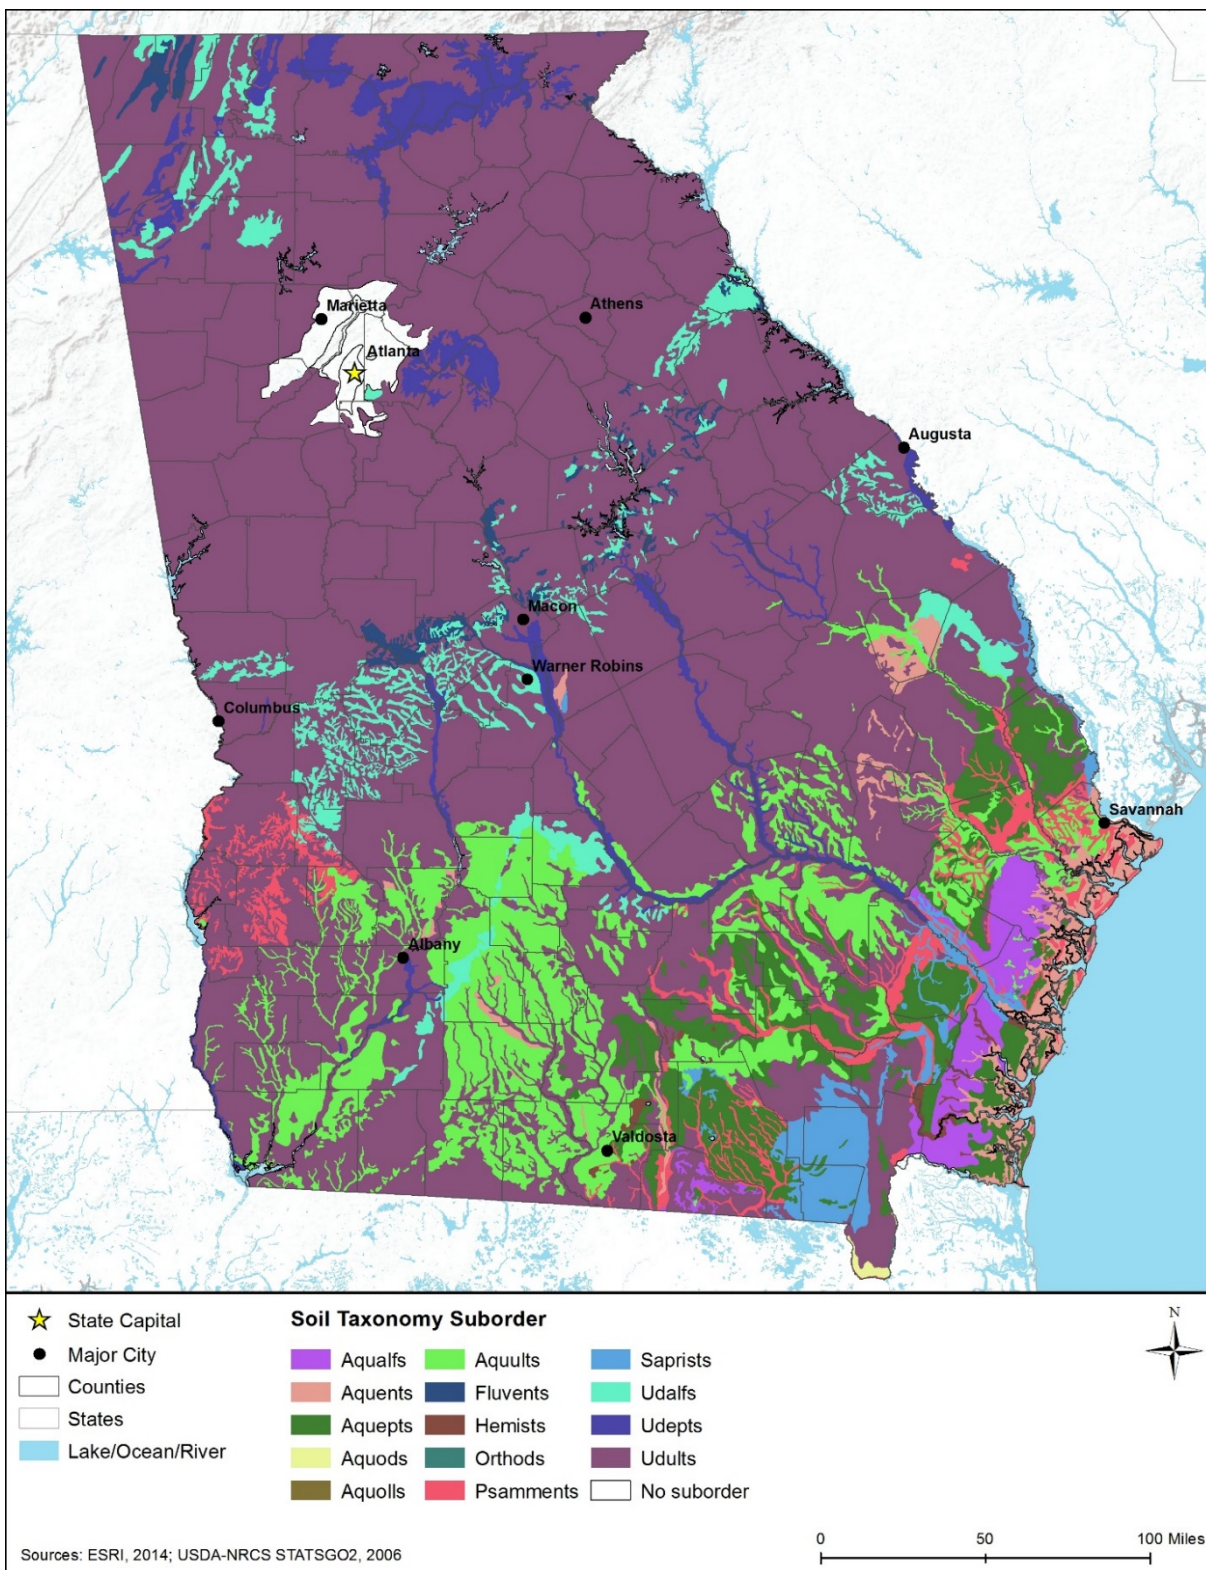 Marietta
Athens
Atlanta
Augusta
Macon
Warner Robins
Columbus
Savannah
Albany
Valdosta
State Capital
Major City
Counties
States
Lake/Ocean/River
Soil Taxonomy Suborder
Aqualfs
Aquents
Aquepts
Aquods
Aquolls
Aquults
Fluvents
Hemists
Orthods
Psamments
Saprists
Udalfs
Udepts
Udults
No suborder
N
0 50 100 Miles
Sources: ESRI, 2014; USDA-NRCS STATSGO2, 2006